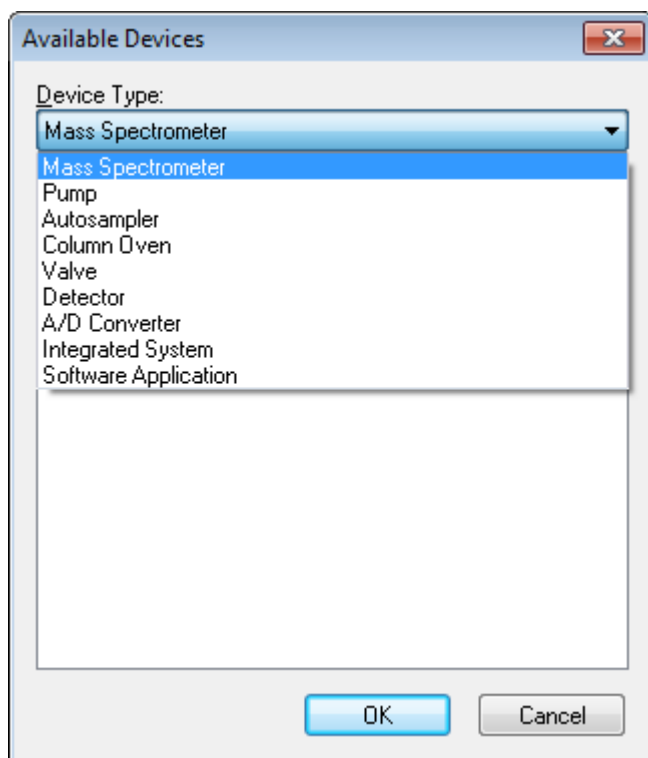 Available Devices
Device Type:
Mass Spectrometer
Mass Spectrometer
Pump
Autosampler
Column Oven
Valve
Detector
A/D Converter
Integrated System
Software Application
OK
Cancel